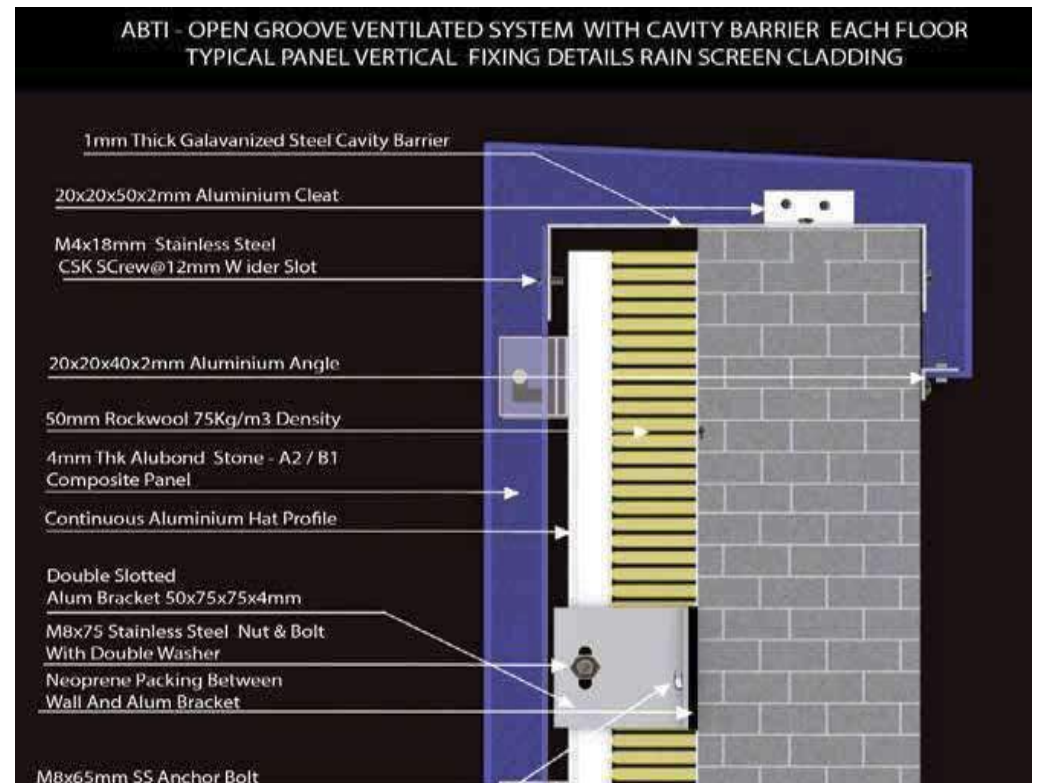 ABTI - OPEN GROOVE VENTILATED SYSTEM WITH CAVITY BARRIER EACH FLOOR
TYPICAL PANEL VERTICAL FIXING DETAILS RAIN SCREEN CLADDING
1mm Thick Galavanized Steel Cavity Barrier
20x20x50x2mm Aluminium Cleat
M4x18mm Stainless Steel
CSK SCrew@12mm W ider Slot
20x20x40x2mm Aluminium Angle
50mm Rockwool 75Kg/m3 Density
4mm Thk Alubond Stone - A2 / B1
Composite Panel
Continuous Aluminium Hat Profile
Double Slotted
Alum Bracket 50x75x75x4mm
M8x75 Stainless Steel Nut & Bolt
With Double Washer
Neoprene Packing Between
Wall And Alum Bracket
M8x65mm SS Anchor Bolt